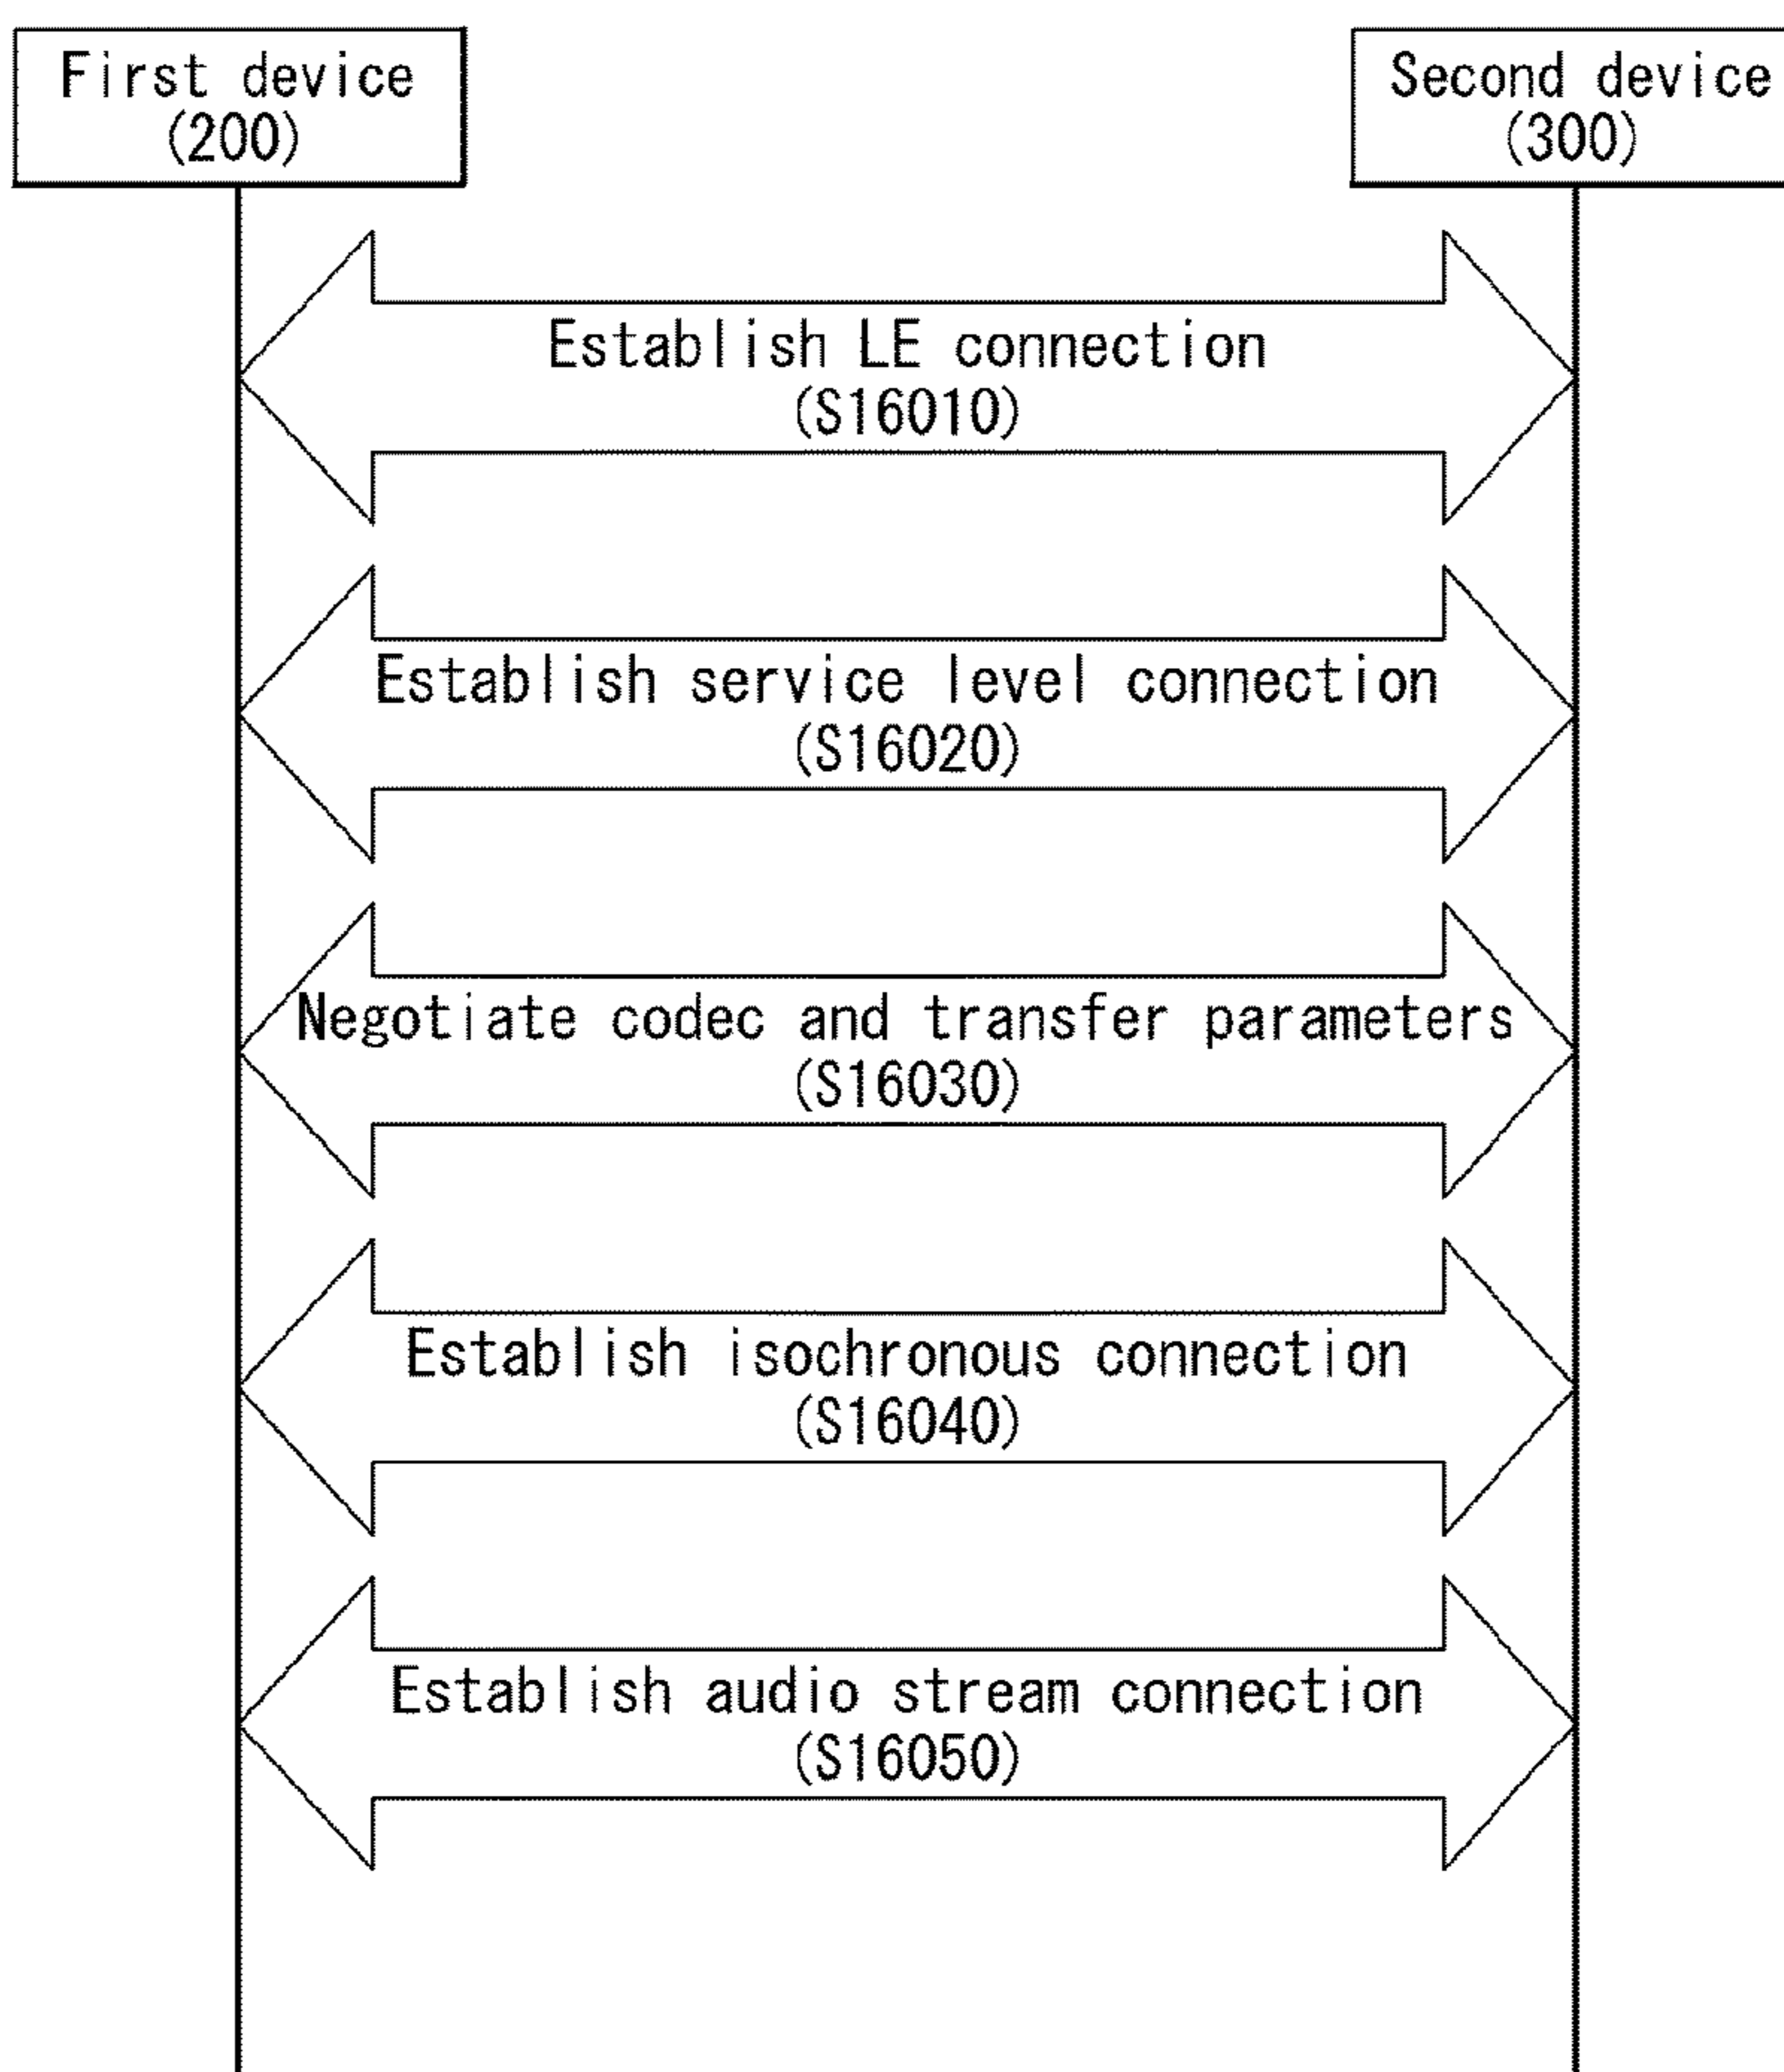 First device
(200)
Second device
(300)
Establish LE connection
(S16010)
Establish service level connection
(S16020)
Negotiate codec and transfer parameters
(S16030)
Establish isochronous connection
(S16040)
Establish audio stream connection
(S16050)